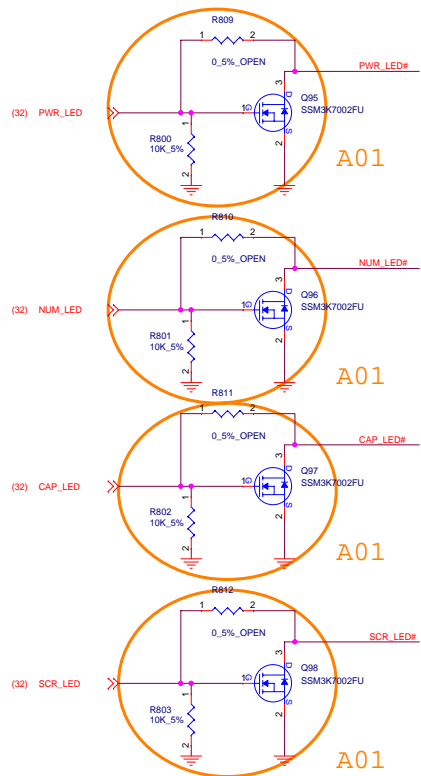 R809
1 2
0_5%_OPEN
PWR_LED#
3
D
Q95
SSM3K7002FU
(32) PWR_LED
1 G
S
1
R800
10K_5%
2
2
A01
R810
1 2
0_5%_OPEN
NUM_LED#
3
D
Q96
SSM3K7002FU
(32) NUM_LED
1 G
S
1
R801
10K_5%
2
2
A01
R811
1 2
0_5%_OPEN
CAP_LED#
3
D
Q97
SSM3K7002FU
(32) CAP_LED
1 G
S
1
R802
10K_5%
2
2
A01
R812
1 2
0_5%_OPEN
SCR_LED#
3
D
Q98
SSM3K7002FU
(32) SCR_LED
1 G
S
1
R803
10K_5%
2
2
A01